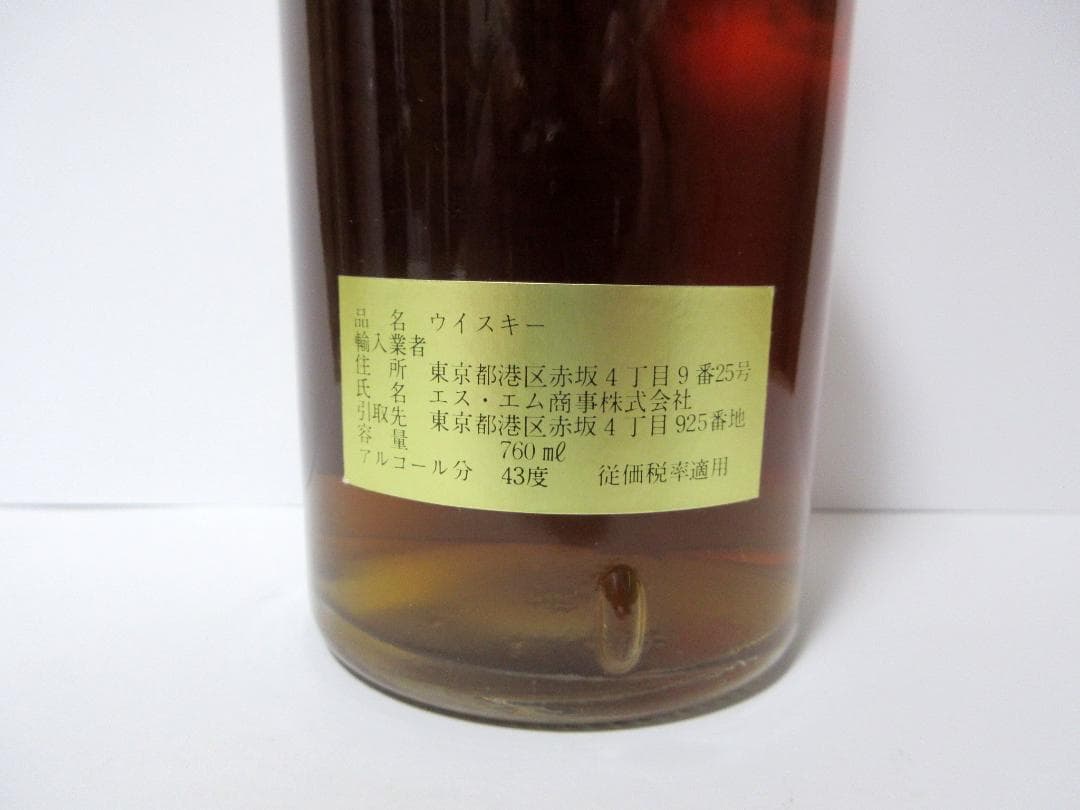 品 名 ウイスキー
輸入業者
住 所 東京都港区赤坂4丁目9番25号
氏 名 エス・エム商事株式会社
引取先 東京都港区赤坂4丁目925番地
容 量 760㎖
アルコール分 43度 従価税率適用